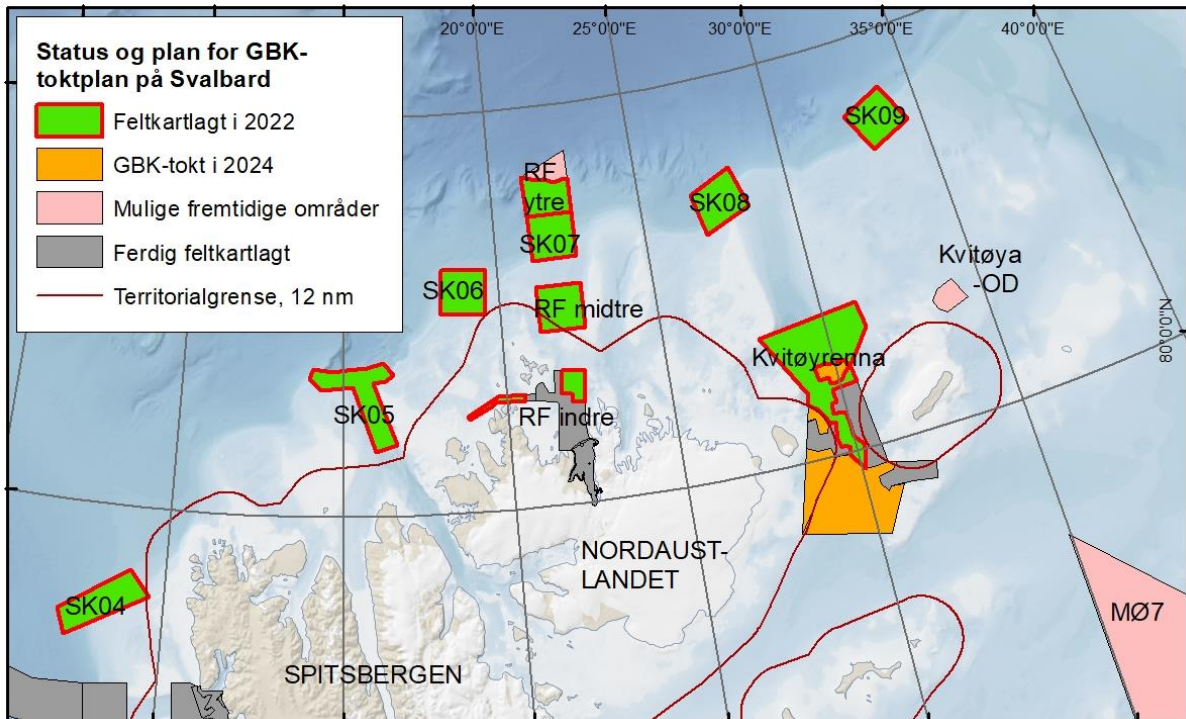 20°0'0"E
25°0'0"E
30°0'0"E
35°0'0"E
40°0'0"E
Status og plan for GBK-
toktplan på Svalbard
Feltkartlagt i 2022
GBK-tokt i 2024
Mulige fremtidige områder
Ferdig feltkartlagt
Territorialgrense, 12 nm
SK09
RF
ytre
SK08
SK07
Kvitøya
-OD
SK06
RF midtre
80°0'0"N
Kvitøyrenna
SK05
RF indre
NORDAUST-
LANDET
SK04
MØ7
SPITSBERGEN